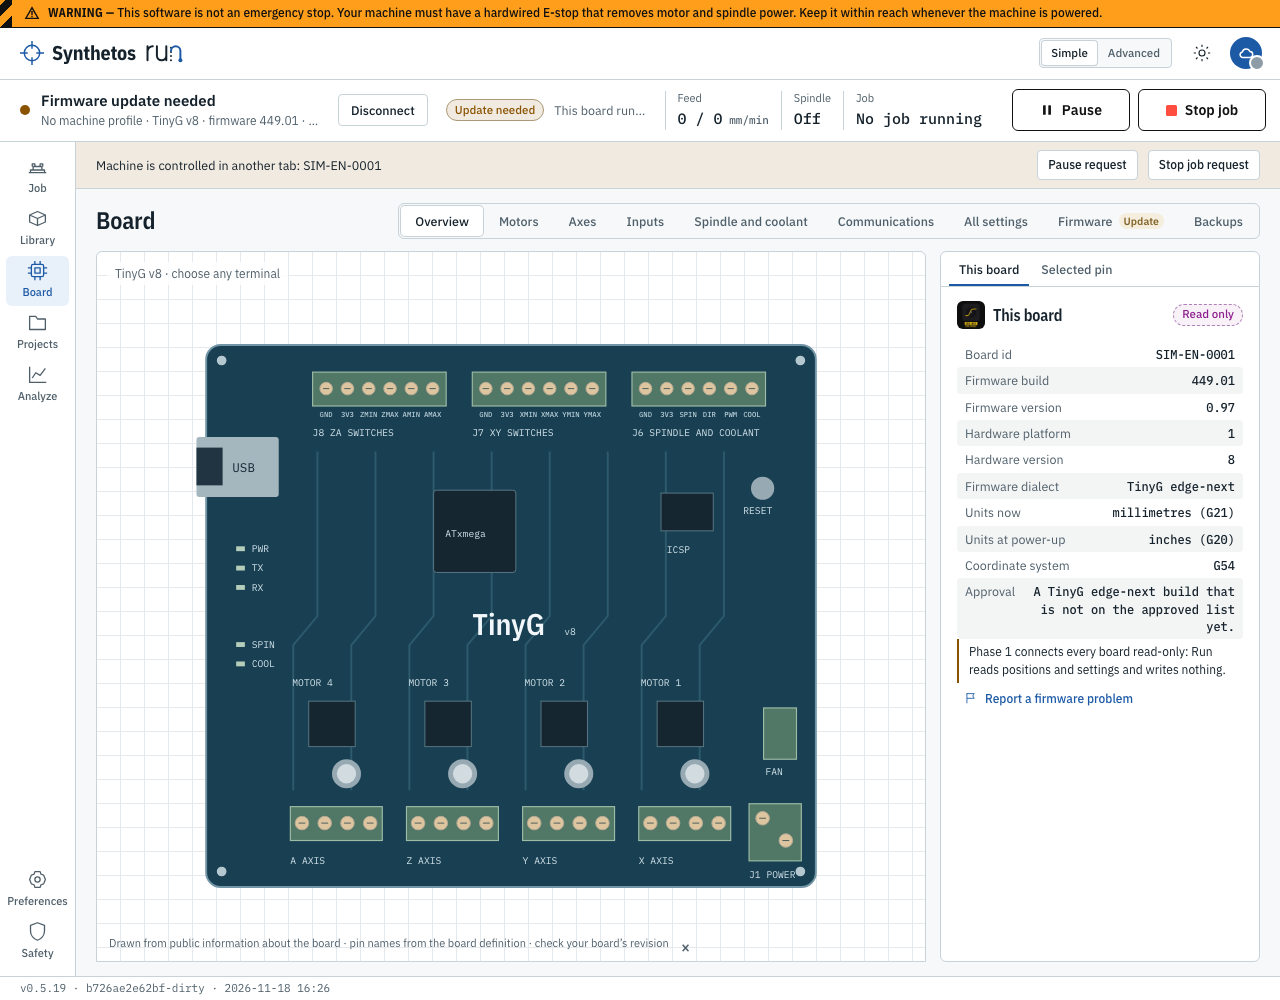 WARNING — This software is not an emergency stop. Your machine must have a hardwired E-stop that removes motor and spindle power. Keep it within reach whenever the machine is powered.
Synthetos run
Simple
Advanced
Firmware update needed
No machine profile · TinyG v8 · firmware 449.01 · ...
Disconnect
Update needed
This board run...
Feed
0 / 0 mm/min
Spindle
Off
Job
No job running
Pause
Stop job
Machine is controlled in another tab: SIM-EN-0001
Pause request
Stop job request
Job
Library
Board
Projects
Analyze
Preferences
Safety
Board
Overview
Motors
Axes
Inputs
Spindle and coolant
Communications
All settings
Firmware Update
Backups
TinyG v8 · choose any terminal
GND 3V3 ZMIN ZMAX AMIN AMAX
J8 ZA SWITCHES
GND 3V3 XMIN XMAX YMIN YMAX
J7 XY SWITCHES
GND 3V3 SPIN DIR PWM COOL
J6 SPINDLE AND COOLANT
USB
RESET
ATxmega
ICSP
PWR
TX
RX
TinyG v8
SPIN
COOL
MOTOR 4
MOTOR 3
MOTOR 2
MOTOR 1
FAN
A AXIS
Z AXIS
Y AXIS
X AXIS
J1 POWER
Drawn from public information about the board · pin names from the board definition · check your board's revision ×
This board
Selected pin
This board
Read only
Board id SIM-EN-0001
Firmware build 449.01
Firmware version 0.97
Hardware platform 1
Hardware version 8
Firmware dialect TinyG edge-next
Units now millimetres (G21)
Units at power-up inches (G20)
Coordinate system G54
Approval A TinyG edge-next build that
is not on the approved list
yet.
Phase 1 connects every board read-only: Run
reads positions and settings and writes nothing.
Report a firmware problem
v0.5.19 · b726ae2e62bf-dirty · 2026-11-18 16:26